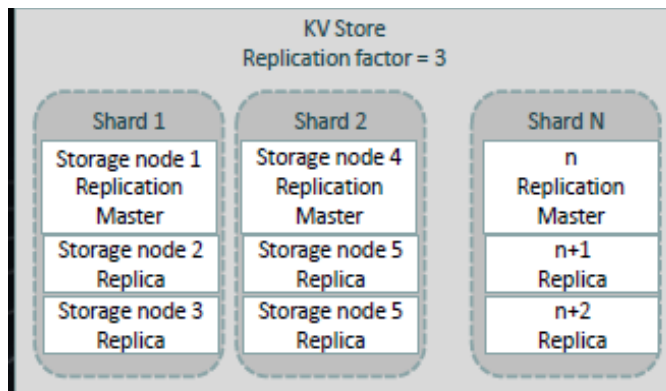 KV Store
Replication factor = 3
Shard 1
Storage node 1
Replication
Master
Storage node 2
Replica
Storage node 3
Replica
Shard 2
Storage node 4
Replication
Master
Storage node 5
Replica
Storage node 5
Replica
Shard N
n
Replication
Master
n+1
Replica
n+2
Replica